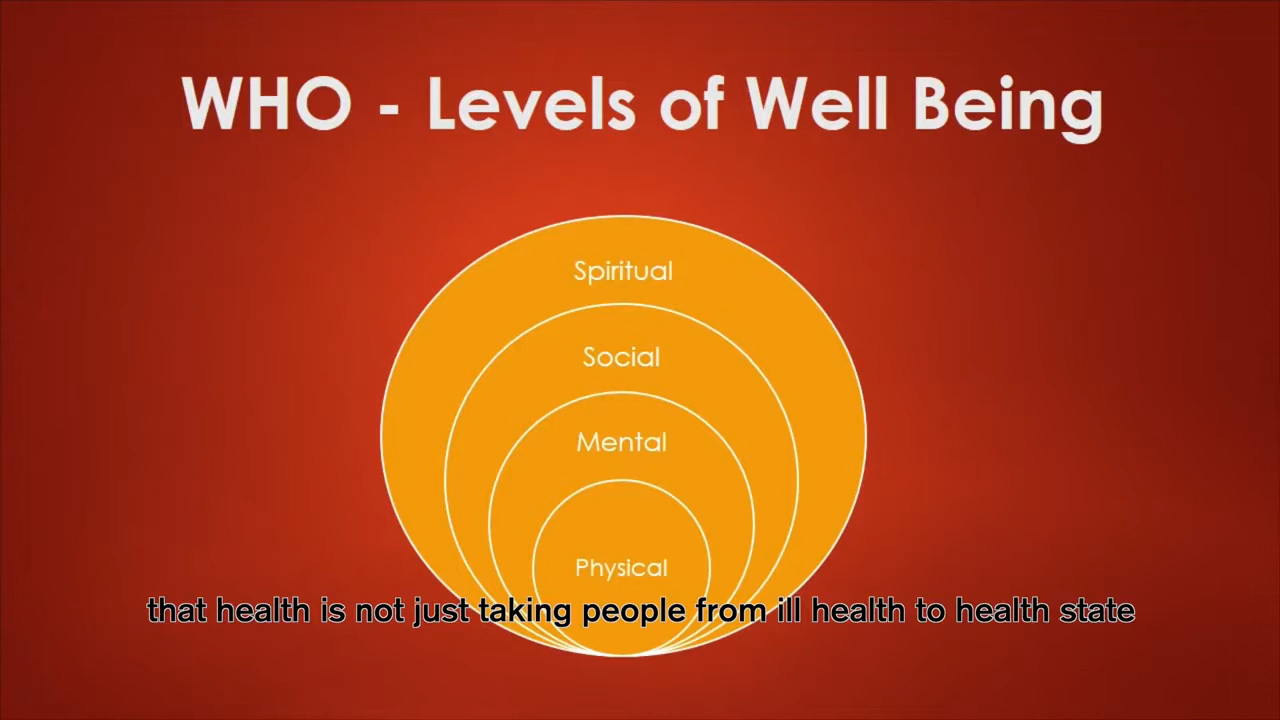 WHO - Levels of Well Being
Spiritual
Social
Mental
Physical
that health is not just taking people from ill health to health state